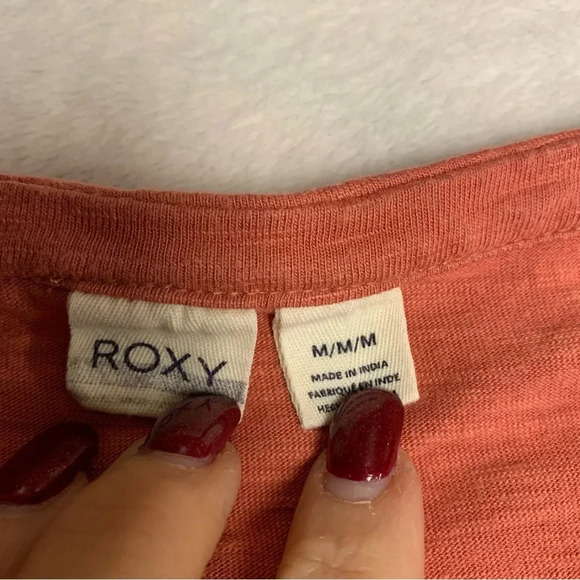 ROXY
M/M/M
MADE IN INDIA
FABRIQUÉ EN INDE